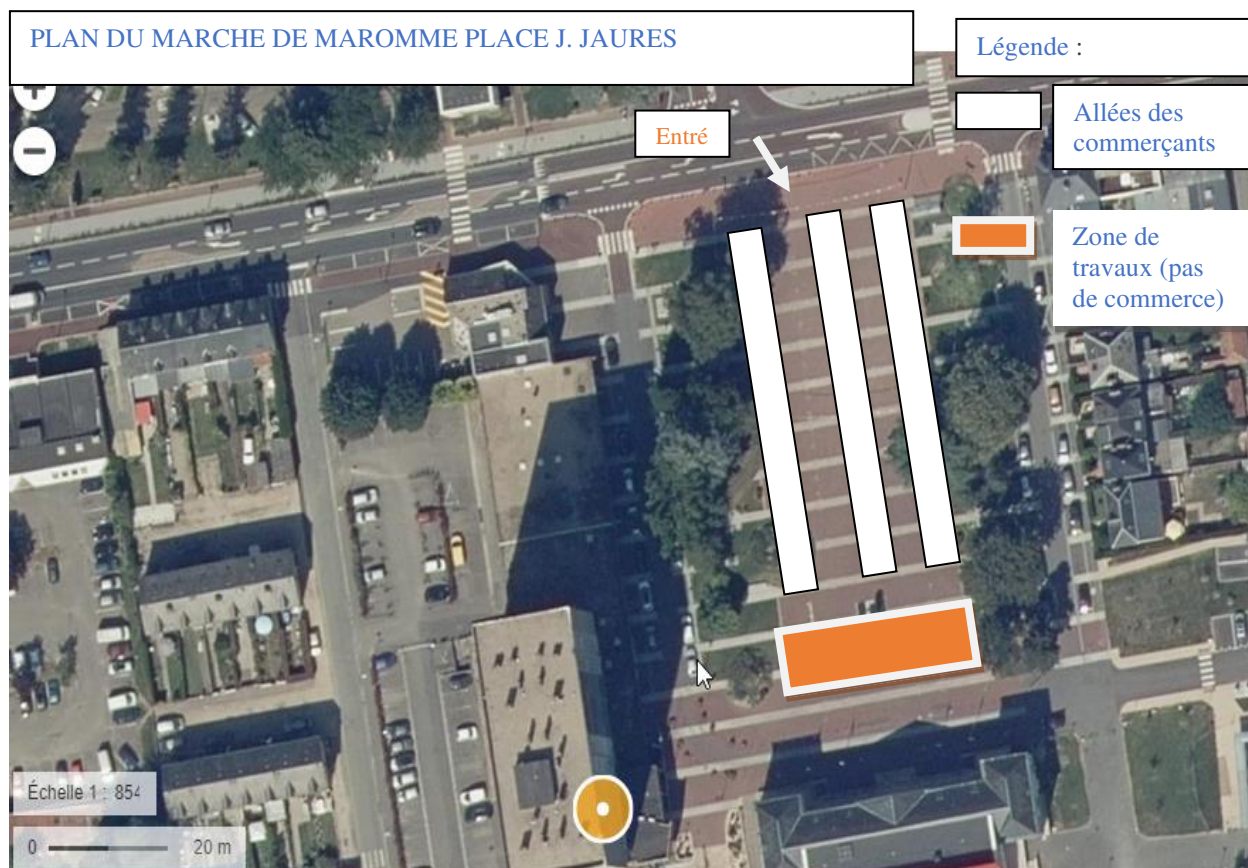 PLAN DU MARCHE DE MAROMME PLACE J. JAURES
Légende :
Allées des
commerçants
Entré
Zone de
travaux (pas
de commerce)
Échelle 1 : 854
0 20 m